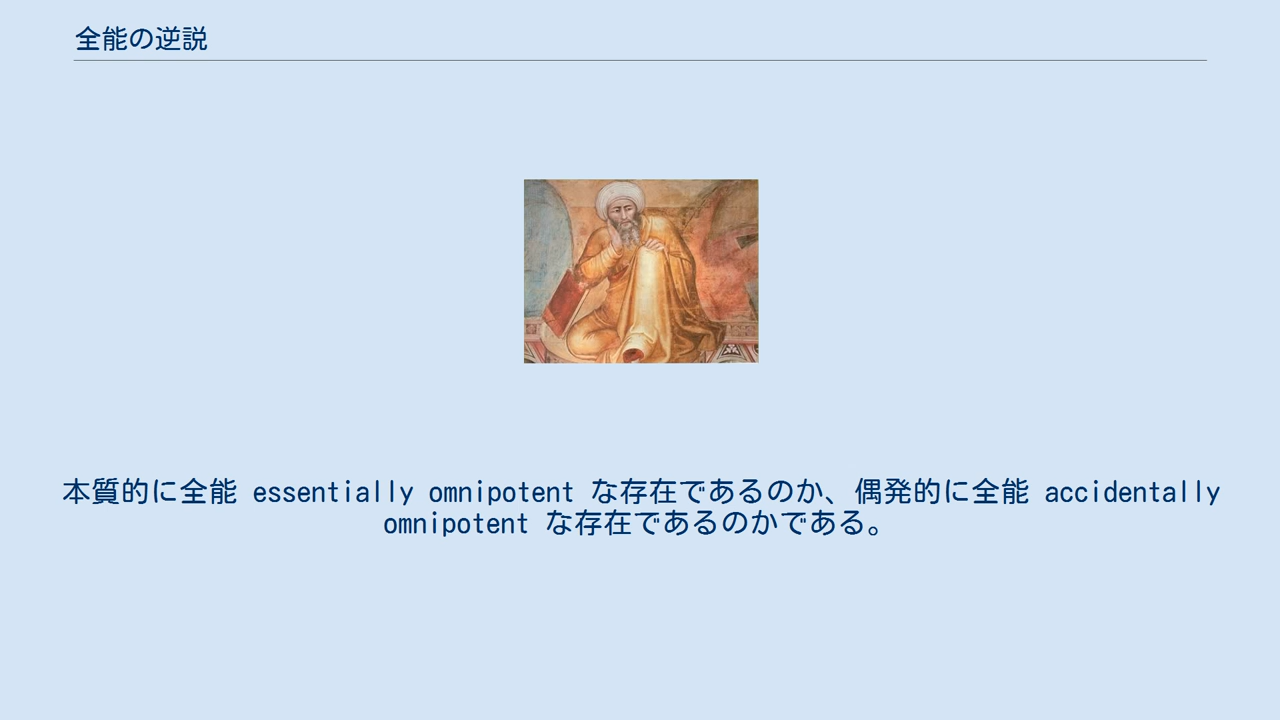 全能の逆説
本質的に全能 essentially omnipotent な存在であるのか、偶発的に全能 accidentally
omnipotent な存在であるのかである。